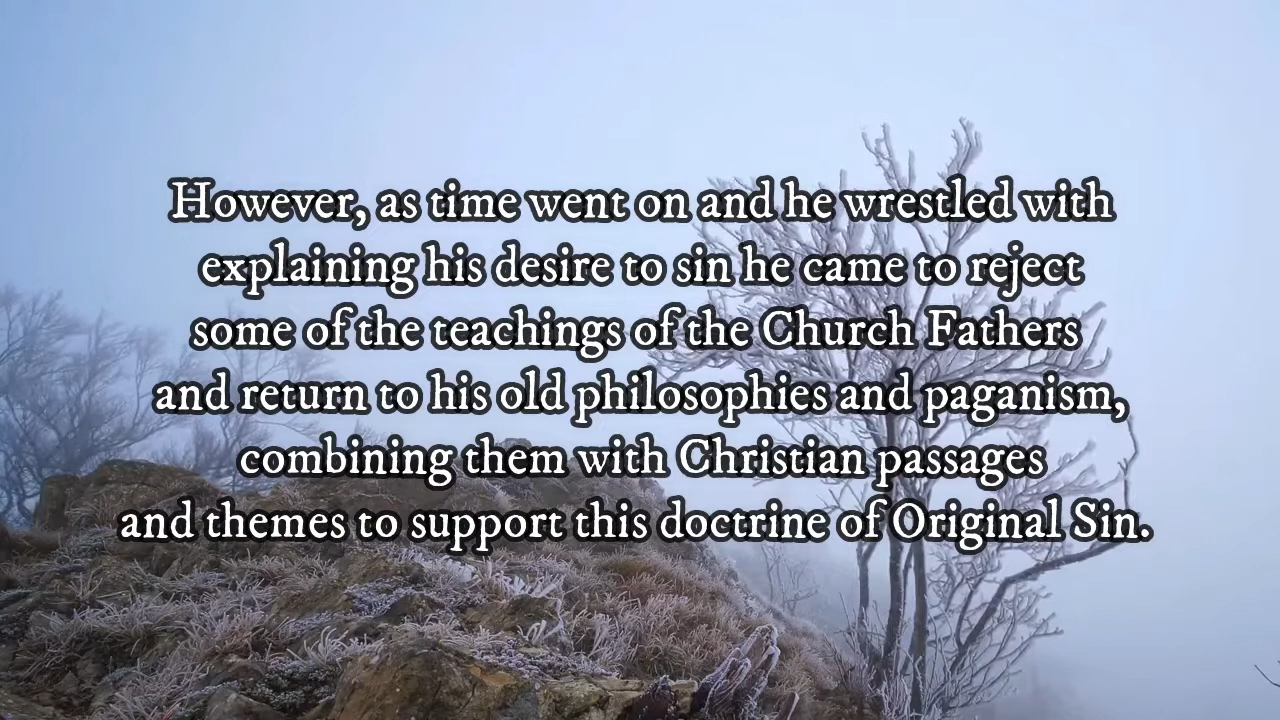 However, as time went on and he wrestled with
explaining his desire to sin he came to reject
some of the teachings of the Church Fathers
and return to his old philosophies and paganism,
combining them with Christian passages
and themes to support this doctrine of Original Sin.